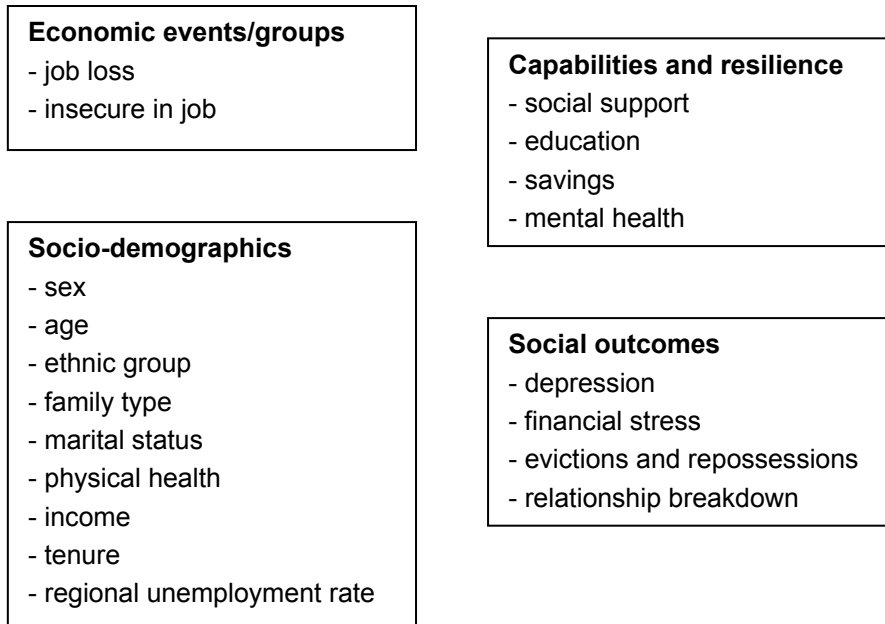 Economic events/groups
- job loss
- insecure in job
Socio-demographics
- sex
- age
- ethnic group
- family type
- marital status
- physical health
- income
- tenure
- regional unemployment rate
Capabilities and resilience
- social support
- education
- savings
- mental health
Social outcomes
- depression
- financial stress
- evictions and repossessions
- relationship breakdown